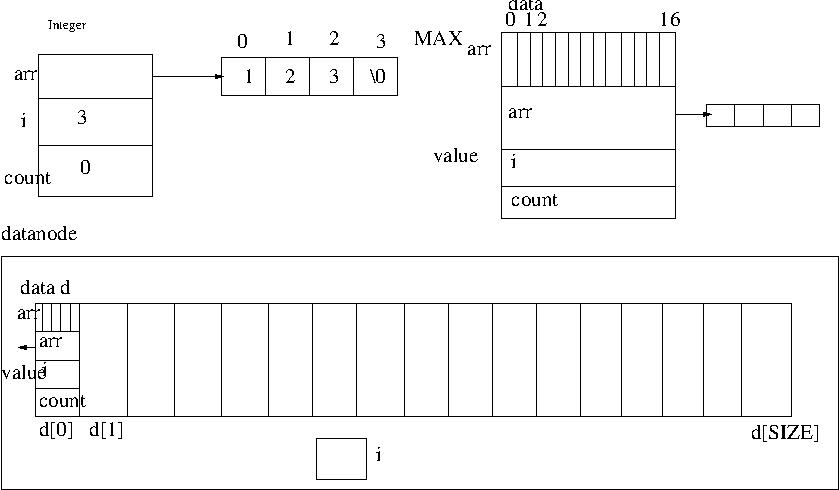 Integer
arr
i
count
3
0
0 1 2 3
1 2 3 \0
data
MAX
0 1 2 16
arr
arr
value
i
count
datanode
data d
arr
arr
value
i
count
d[0] d[1] d[SIZE]
i